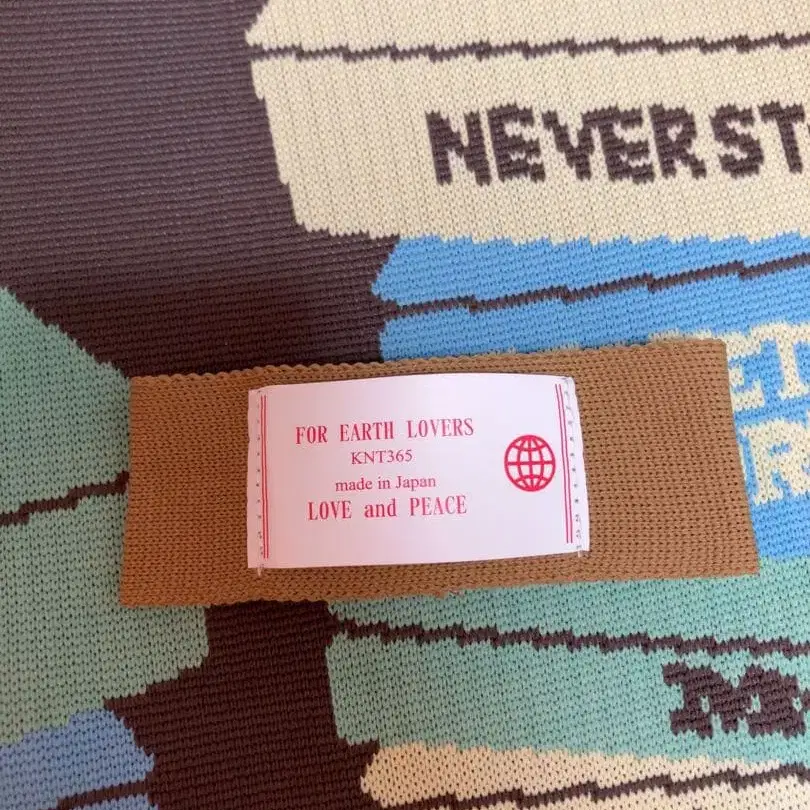 NEVER ST
FOR EARTH LOVERS
KNT365
made in Japan
LOVE and PEACE